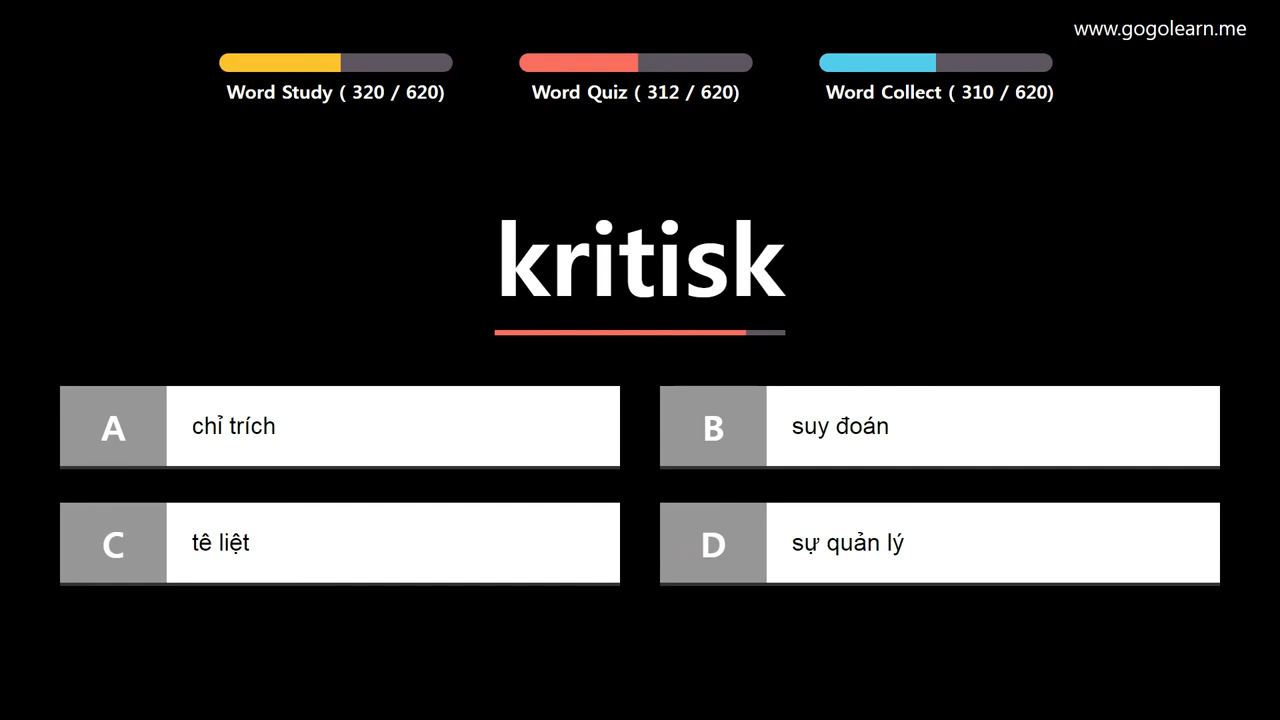 www.gogolearn.me
Word Study ( 320 / 620)
Word Quiz ( 312 / 620)
Word Collect ( 310 / 620)
kritisk
A chỉ trích
B suy đoán
C tê liệt
D sự quản lý